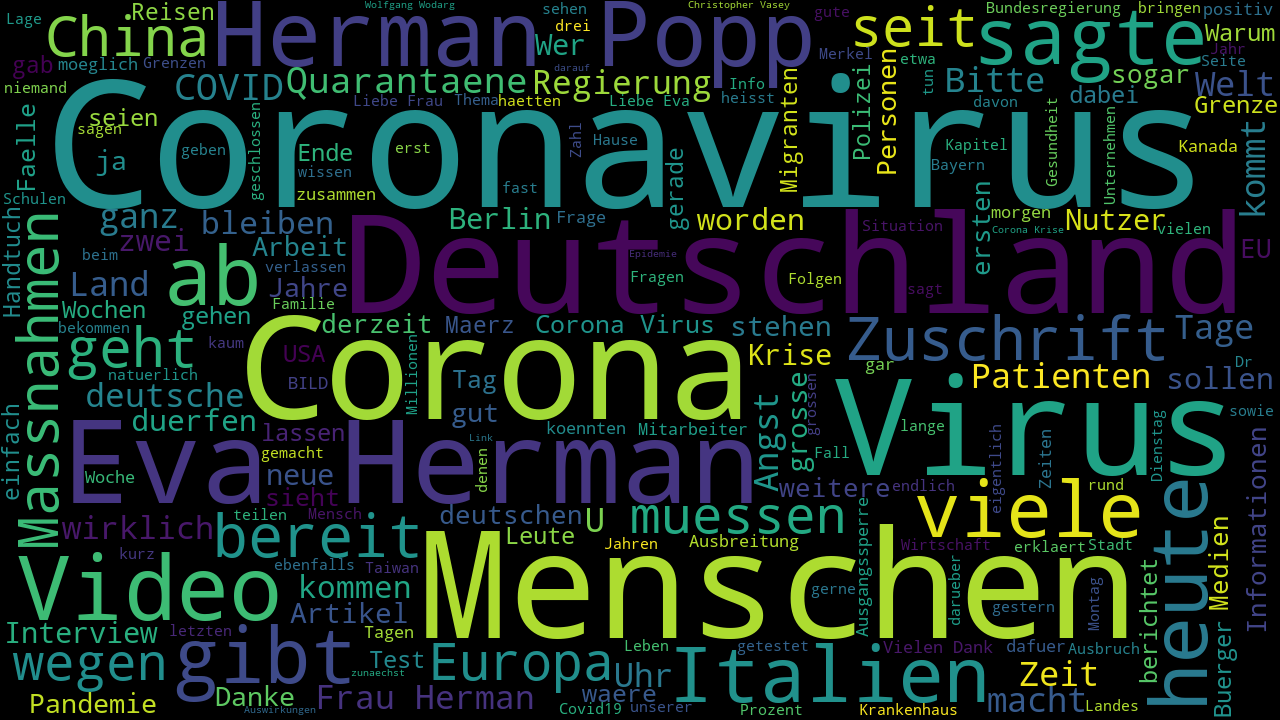 Wolfgang Wodarg
Christopher Vasey
Lage
Reisen
China
Herman Popp
sehen
drei
gute
seit
Bundesregierung
bringen
positiv
sagte
Warum
niemand
gab
moeglich
Grenzen
Wer
Merkel
Jahr
Seite
darauf
COVID
Quarantaene
Regierung
Info
heisst
etwa
tun
Bitte
sogar
dabei
Welt
Grenze
Coronavirus
Liebe Frau
Thema
haetten
Liebe Eva
Migranten
Polizei
Personen
davon
Gesundheit
Unternehmen
seien
sagen
Faelle
ja
geben
geschlossen
Ende
wissen
erst
Zahl
Hause
gerade
Kapitel
Bayern
Kanada
kommt
Schulen
zusammen
fast
ganz
bleiben
Berlin
Frage
worden
ersten
morgen
Nutzer
vielen
Situation
Corona Krise
Handtuch
Massnahmen
zwei
beim
Arbeit
ab
Deutschland
Epidemie
EU
Land
verlassen
Jahre
Fragen
Folgen
sagt
Wochen
Familie
bekommen
gehen
derzeit
Maerz
Corona Virus
stehen
Zuschrift
Tage
geht
kaum
USA
Corona
Millionen
Krise
gar
Dr
natuerlich
BILD
Tag
Patienten
sollen
deutsche
gut
Angst
grosse
grossen
Virus
sowie
einfach
duerfen
lassen
Eva Herman
koennten
Mitarbeiter
lange
Dienstag
Link
gemacht
denen
Fall
eigentlich
Zeiten
Informationen
Woche
neue
weitere
endlich
rund
heute
sieht
teilen
Mensch
deutschen
U
muessen
viele
wirklich
bereit
Leute
Jahren
Ausbreitung
Ausgangssperre
Wirtschaft
erklaert
Stadt
Medien
kurz
ebenfalls
Taiwan
Video
kommen
Menschen
gerne
darueber
Montag
berichtet
Artikel
gestern
Interview
letzten
gibt
Tagen
Leben
getestet
Vielen Dank
dafuer
Ausbruch
Buerger
wegen
Test
Europa
Uhr
Italien
Zeit
zunaechst
Danke
Frau Herman
waere
macht
Pandemie
Auswirkungen
Covid19
unserer
Prozent
Krankenhaus
Landes